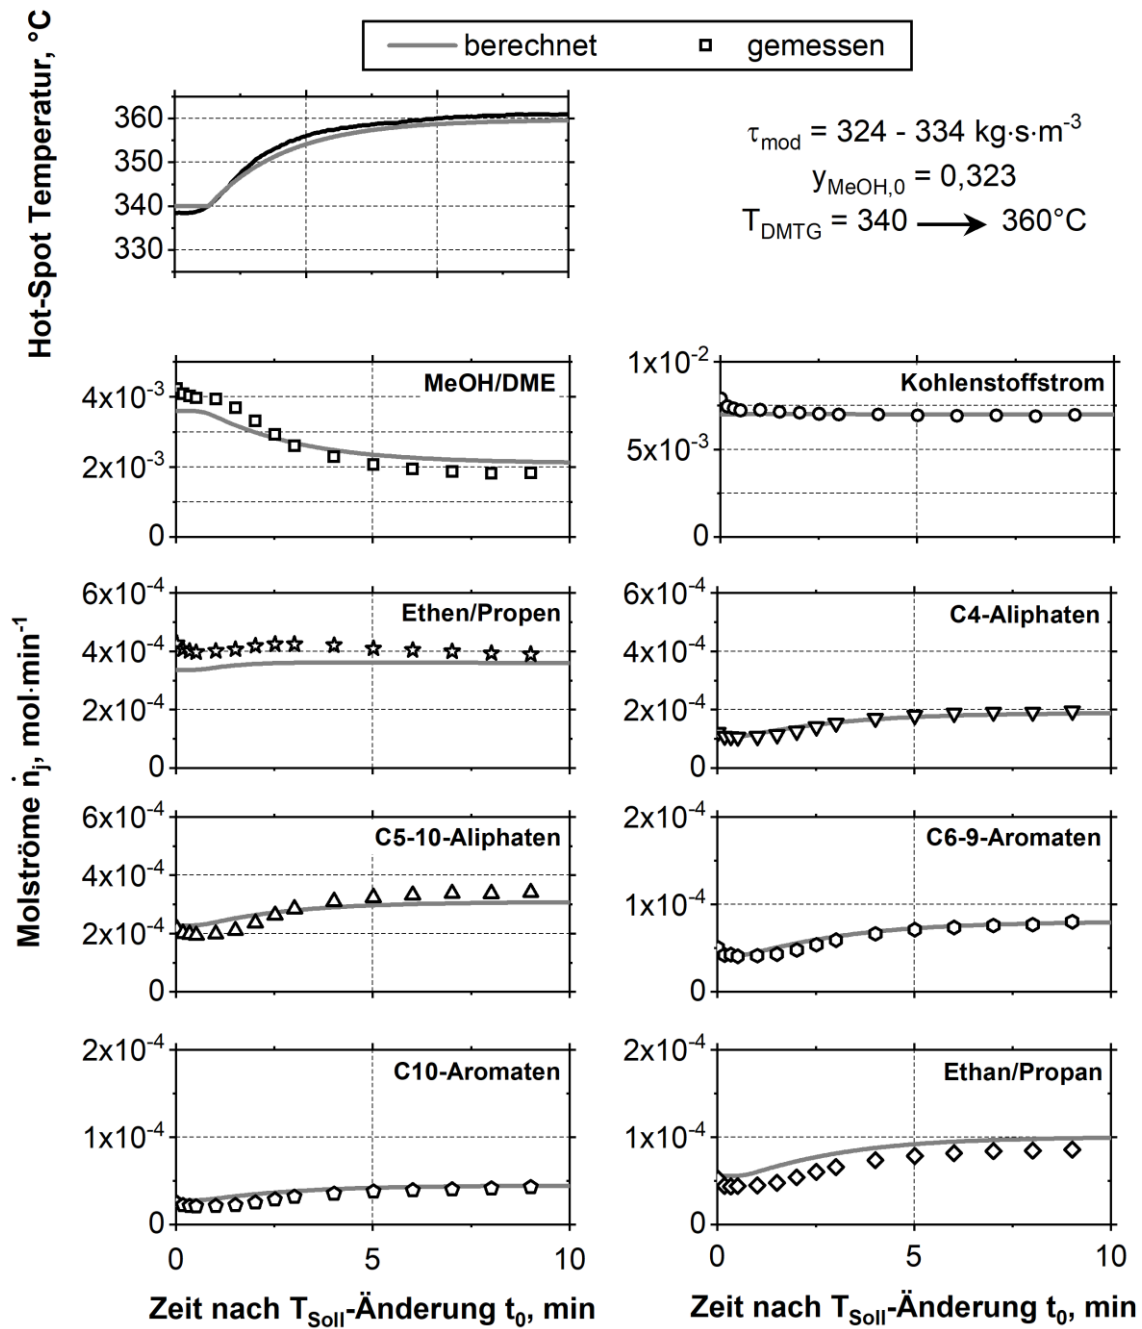 berechnet gemessen
Hot-Spot Temperatur, °C
360
350
340
330
τmod = 324 - 334 kg·s·m-3
yMeOH,0 = 0,323
TDMTG = 340 → 360°C
Molströme ṅj, mol·min-1
MeOH/DME
4x10-3
2x10-3
0
Kohlenstoffstrom
1x10-2
5x10-3
0
Ethen/Propen
6x10-4
4x10-4
2x10-4
0
C4-Aliphaten
6x10-4
4x10-4
2x10-4
0
C5-10-Aliphaten
6x10-4
4x10-4
2x10-4
0
C6-9-Aromaten
2x10-4
1x10-4
0
C10-Aromaten
2x10-4
1x10-4
0
0 5 10
Zeit nach TSoll-Änderung t0, min
Ethan/Propan
2x10-4
1x10-4
0
0 5 10
Zeit nach TSoll-Änderung t0, min